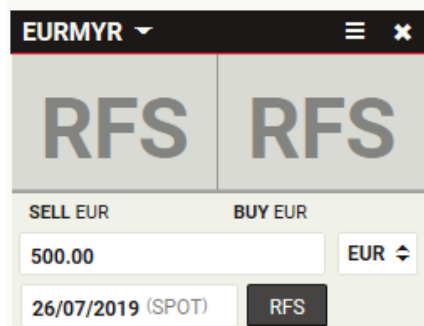 EURMYR
RFS RFS
SELL EUR BUY EUR
500.00 EUR
26/07/2019 (SPOT) RFS